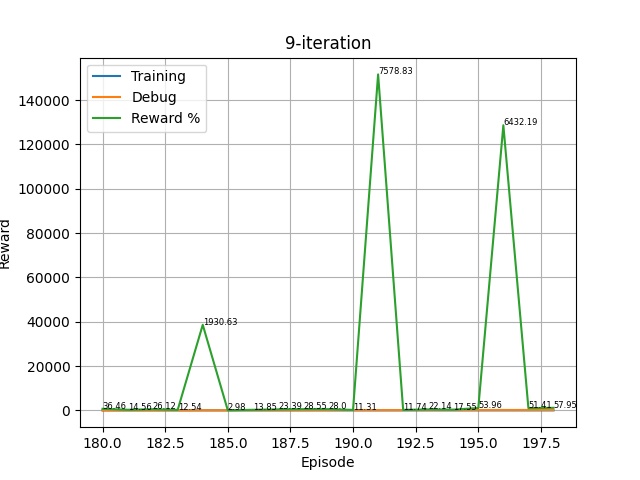 9-iteration
Training
Debug
Reward %
Reward
140000
120000
100000
80000
60000
40000
20000
0
7578.83
6432.19
1930.63
36.46 14.56 26.12 12.54 2.98 13.85 23.39 28.55 28.0 11.31 11.74 22.14 17.55 53.96 51.41 57.95
180.0 182.5 185.0 187.5 190.0 192.5 195.0 197.5
Episode